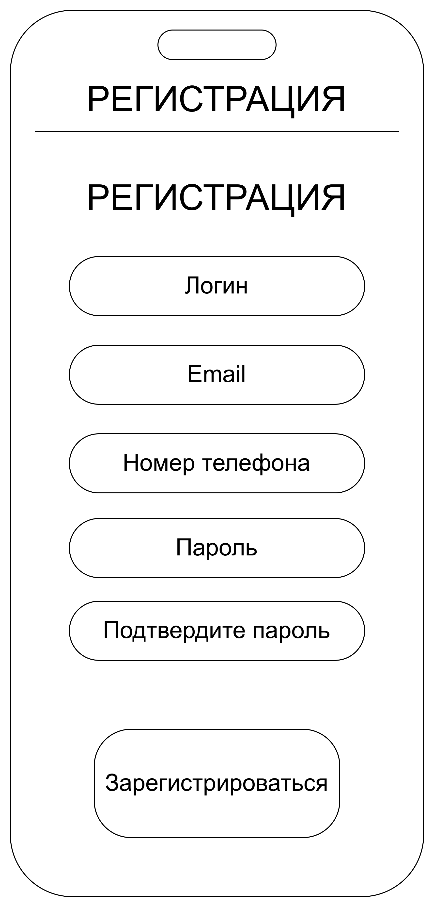 РЕГИСТРАЦИЯ
РЕГИСТРАЦИЯ
Логин
Email
Номер телефона
Пароль
Подтвердите пароль
Зарегистрироваться